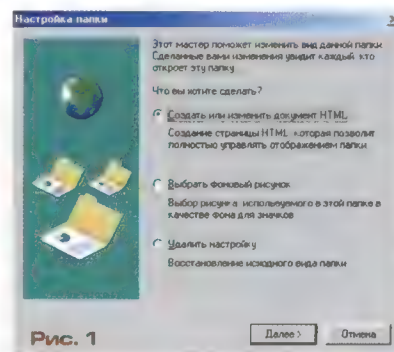 Настройка папки
Этот мастер поможет изменить вид данной папки
Сделанные вами изменения увидит каждый кто
откроет эту папку
Что вы хотите сделать?
Создать или изменить документ HTML
Создание страницы HTML которая позволит
полностью управлять отображением папки
Выбрать фоновый рисунок
Выбор рисунка используемого в этой папке в
качестве фона для значков
Удалить настройку
Восстановление исходного вида папки
Рис. 1
Далее >
Отмена